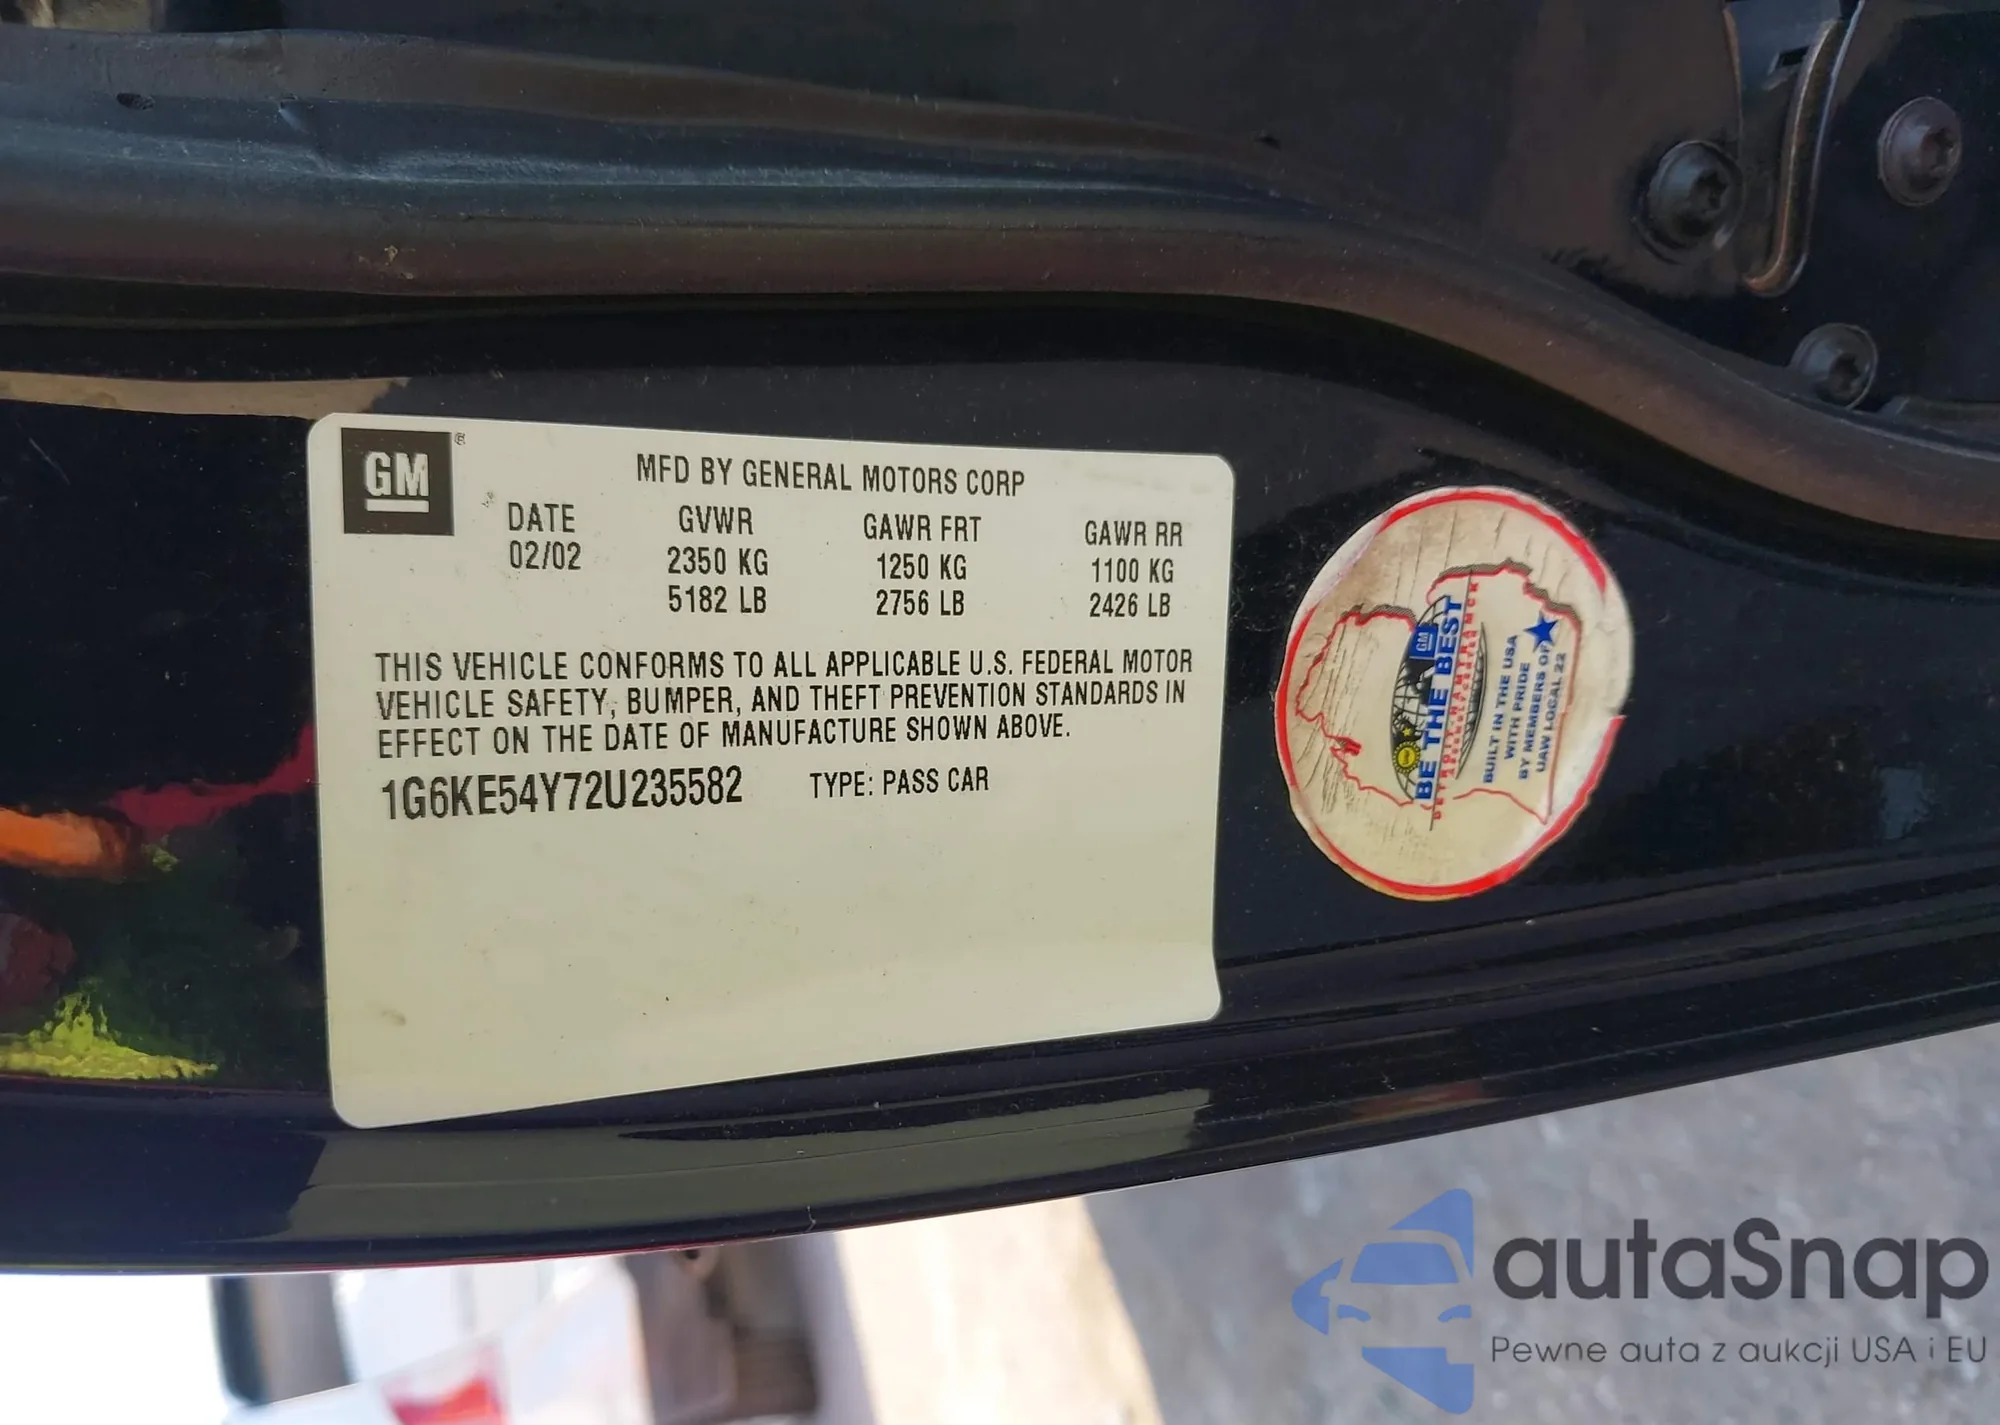 GM
MFD BY GENERAL MOTORS CORP
DATE GVWR GAWR FRT GAWR RR
02/02 2350 KG 1250 KG 1100 KG
5182 LB 2756 LB 2426 LB
THIS VEHICLE CONFORMS TO ALL APPLICABLE U.S. FEDERAL MOTOR
VEHICLE SAFETY, BUMPER, AND THEFT PREVENTION STANDARDS IN
EFFECT ON THE DATE OF MANUFACTURE SHOWN ABOVE.
1G6KE54Y72U235582 TYPE: PASS CAR
GM
BE THE BEST
DETROIT-HAMTRAMCK
BUILT IN THE USA
WITH PRIDE
BY MEMBERS OF
UAW LOCAL 22
autaSnap
Pewne auta z aukcji USA i EU